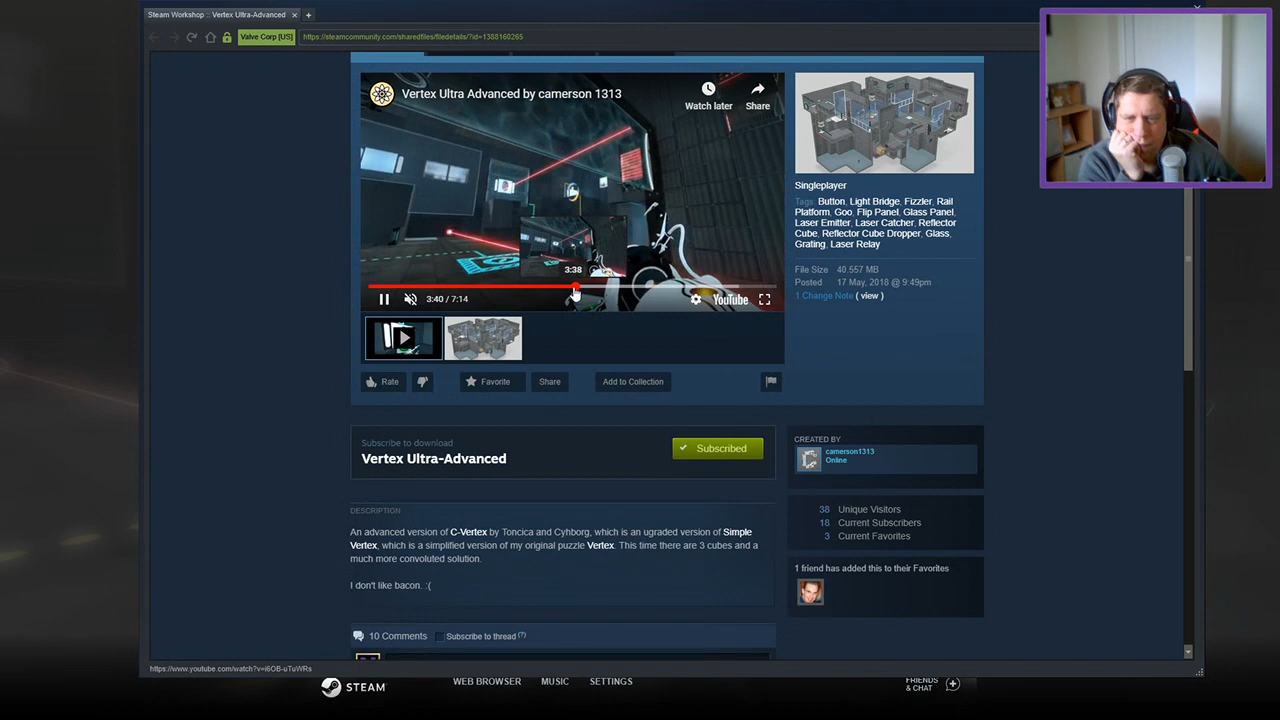 Steam Workshop :: Vertex Ultra-Advanced
Valve Corp [US]
https://steamcommunity.com/sharedfiles/filedetails/?id=1388160265
Vertex Ultra Advanced by camerson 1313
Watch later
Share
3:38
3:40 / 7:14
YouTube
Singleplayer
Tags: Button, Light Bridge, Fizzler, Rail
Platform, Goo, Flip Panel, Glass Panel,
Laser Emitter, Laser Catcher, Reflector
Cube, Reflector Cube Dropper, Glass,
Grating, Laser Relay
File Size 40.557 MB
Posted 17 May, 2018 @ 9:49pm
1 Change Note ( view )
Rate
Favorite
Share
Add to Collection
Subscribe to download
Vertex Ultra-Advanced
Subscribed
CREATED BY
camerson1313
Online
DESCRIPTION
An advanced version of C-Vertex by Toncica and Cyhborg, which is an ugraded version of Simple
Vertex, which is a simplified version of my original puzzle Vertex. This time there are 3 cubes and a
much more convoluted solution.
I don't like bacon. :(
38 Unique Visitors
18 Current Subscribers
3 Current Favorites
1 friend has added this to their Favorites
10 Comments
Subscribe to thread (?)
https://www.youtube.com/watch?v=i6OB-uTuWRs
STEAM
WEB BROWSER
MUSIC
SETTINGS
FRIENDS
& CHAT